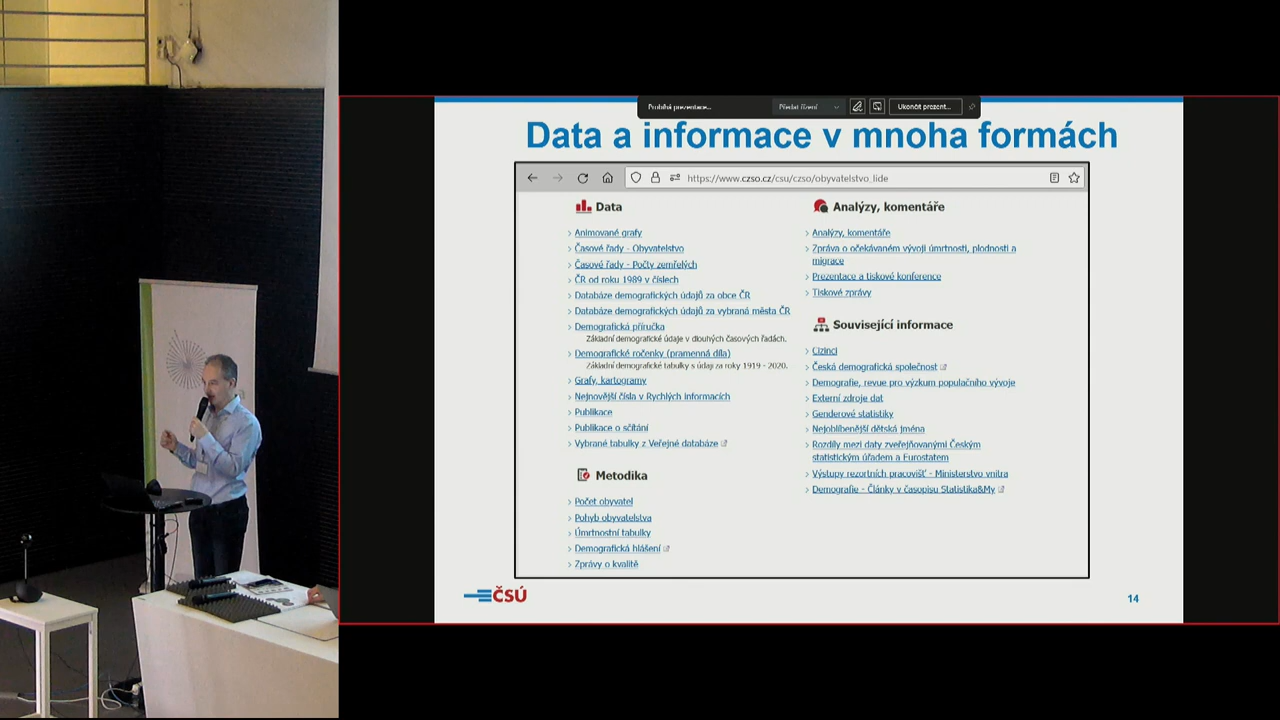 Probíhá prezentace...
Předat řízení
Ukončit prezent...
Data a informace v mnoha formách
https://www.czso.cz/csu/czso/obyvatelstvo_lide
Data
Animované grafy
Časové řady - Obyvatelstvo
Časové řady - Počty zemřelých
ČR od roku 1989 v číslech
Databáze demografických údajů za obce ČR
Databáze demografických údajů za vybraná města ČR
Demografická příručka
Základní demografické údaje v dlouhých časových řadách.
Demografické ročenky (pramenná díla)
Základní demografické tabulky s údaji za roky 1919 - 2020.
Grafy, kartogramy
Nejnovější čísla v Rychlých informacích
Publikace
Publikace o sčítání
Vybrané tabulky z Veřejné databáze
Metodika
Počet obyvatel
Pohyb obyvatelstva
Úmrtnostní tabulky
Demografická hlášení
Zprávy o kvalitě
Analýzy, komentáře
Analýzy, komentáře
Zpráva o očekávaném vývoji úmrtnosti, plodnosti a
migrace
Prezentace a tiskové konference
Tiskové zprávy
Související informace
Cizinci
Česká demografická společnost
Demografie, revue pro výzkum populačního vývoje
Externí zdroje dat
Genderové statistiky
Nejoblíbenější dětská jména
Rozdíly mezi daty zveřejňovanými Českým
statistickým úřadem a Eurostatem
Výstupy rezortních pracovišť - Ministerstvo vnitra
Demografie - Články v časopisu Statistika&My
ČSÚ
14